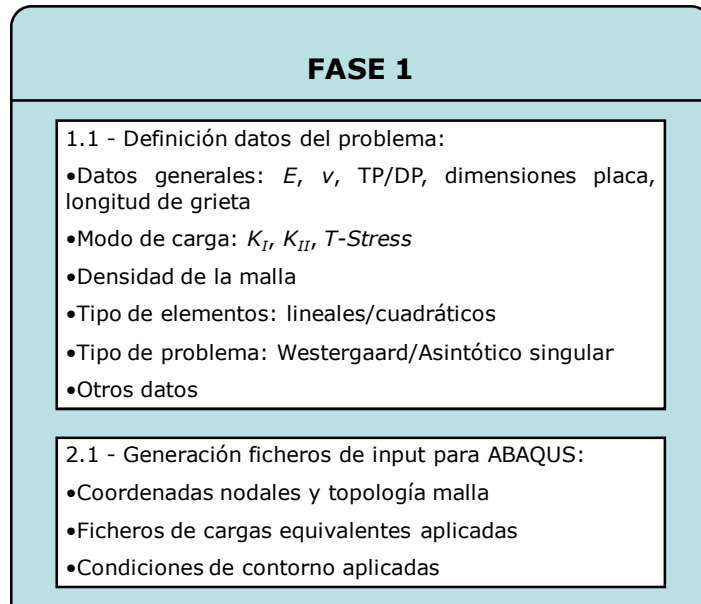 FASE 1
1.1 - Definición datos del problema:
•Datos generales: E, ν, TP/DP, dimensiones placa,
longitud de grieta
•Modo de carga: K_I, K_II, T-Stress
•Densidad de la malla
•Tipo de elementos: lineales/cuadráticos
•Tipo de problema: Westergaard/Asintótico singular
•Otros datos
2.1 - Generación ficheros de input para ABAQUS:
•Coordenadas nodales y topología malla
•Ficheros de cargas equivalentes aplicadas
•Condiciones de contorno aplicadas